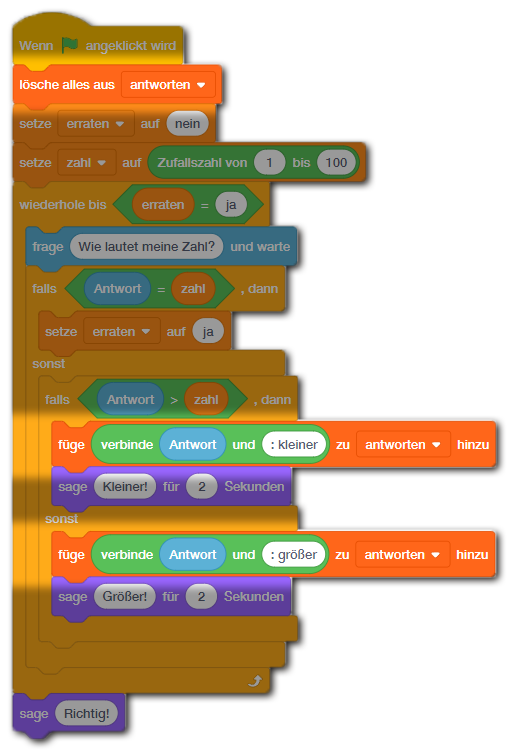 Wenn angeklickt wird
lösche alles aus antworten
setze erraten auf nein
setze zahl auf Zufallszahl von 1 bis 100
wiederhole bis erraten = ja
frage Wie lautet meine Zahl? und warte
falls Antwort = zahl , dann
setze erraten auf ja
sonst
falls Antwort > zahl , dann
füge verbinde Antwort und : kleiner zu antworten hinzu
sage Kleiner! für 2 Sekunden
sonst
füge verbinde Antwort und : größer zu antworten hinzu
sage Größer! für 2 Sekunden
sage Richtig!